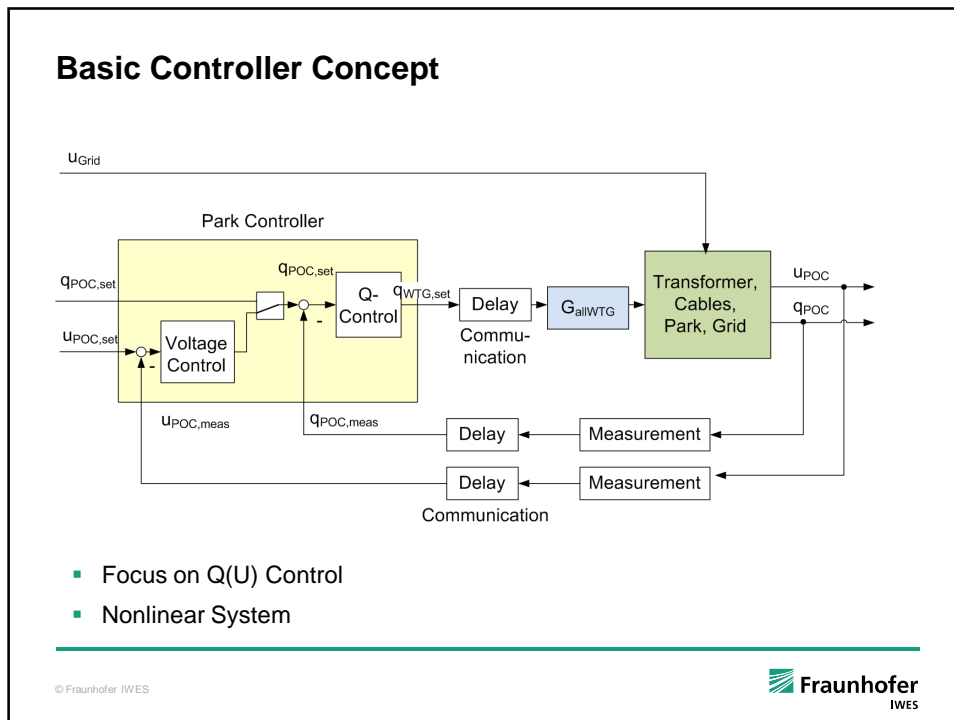 Basic Controller Concept
uGrid
Park Controller
qPOC,set
qPOC,set
Q-
Control
qWTG,set
Delay
Commu-
nication
GallWTG
Transformer,
Cables,
Park, Grid
uPOC
qPOC
uPOC,set
Voltage
Control
-
-
uPOC,meas
qPOC,meas
Delay
Measurement
Delay
Measurement
Communication
▪ Focus on Q(U) Control
▪ Nonlinear System
© Fraunhofer IWES
Fraunhofer
IWES